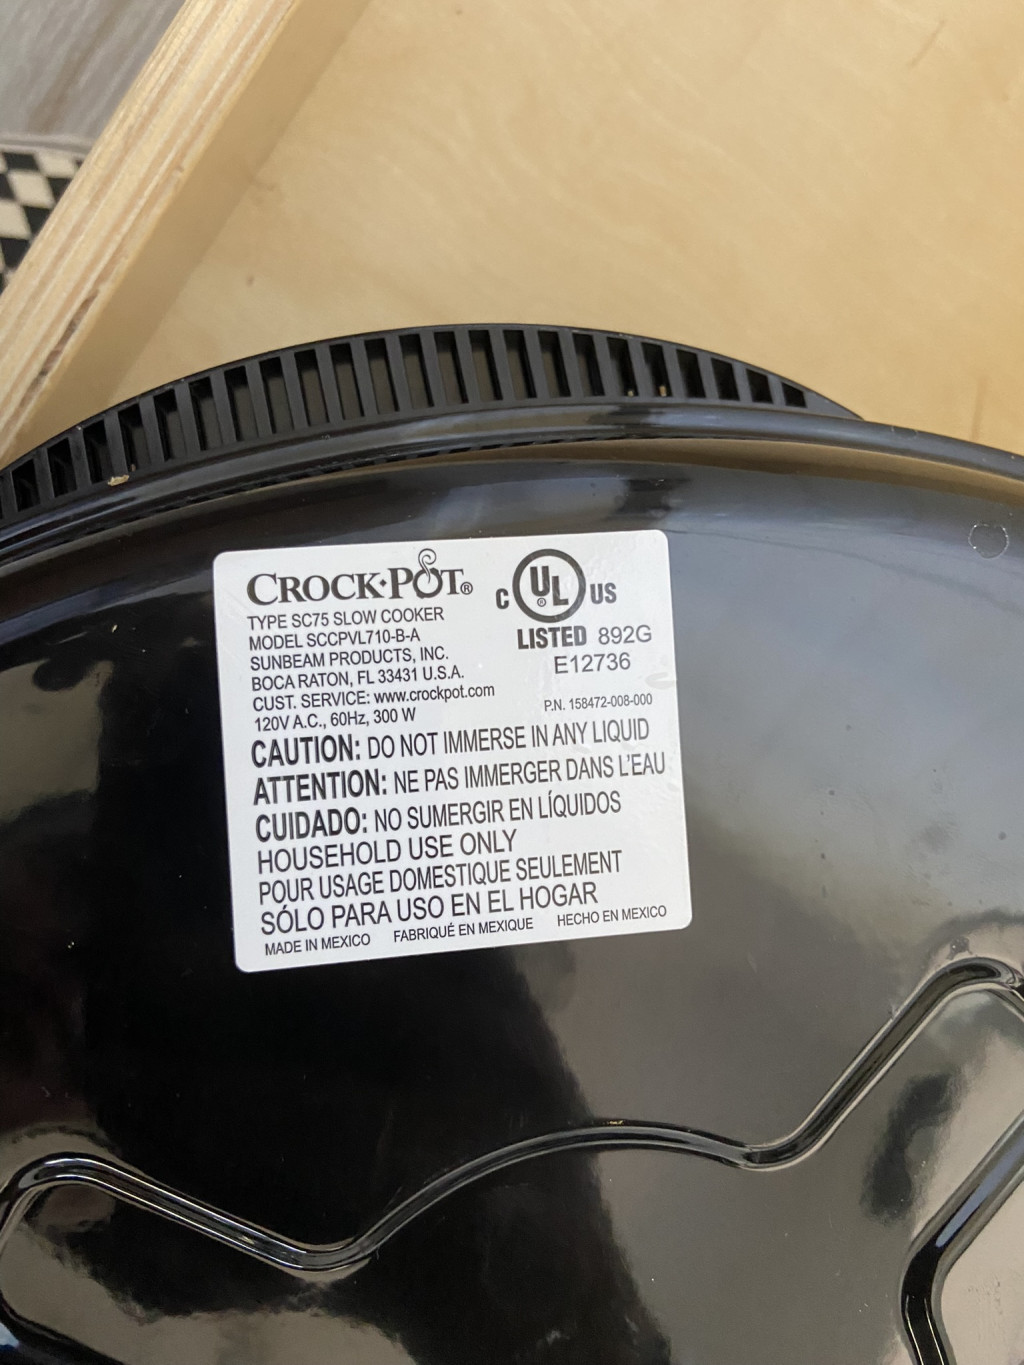 CROCK·POT®
TYPE SC75 SLOW COOKER
MODEL SCCPVL710-B-A
SUNBEAM PRODUCTS, INC.
BOCA RATON, FL 33431 U.S.A.
CUST. SERVICE: www.crockpot.com
120V A.C., 60Hz, 300 W
C UL® US
LISTED 892G
E12736
P.N. 158472-008-000
CAUTION: DO NOT IMMERSE IN ANY LIQUID
ATTENTION: NE PAS IMMERGER DANS L'EAU
CUIDADO: NO SUMERGIR EN LÍQUIDOS
HOUSEHOLD USE ONLY
POUR USAGE DOMESTIQUE SEULEMENT
SÓLO PARA USO EN EL HOGAR
MADE IN MEXICO FABRIQUÉ EN MEXIQUE HECHO EN MEXICO